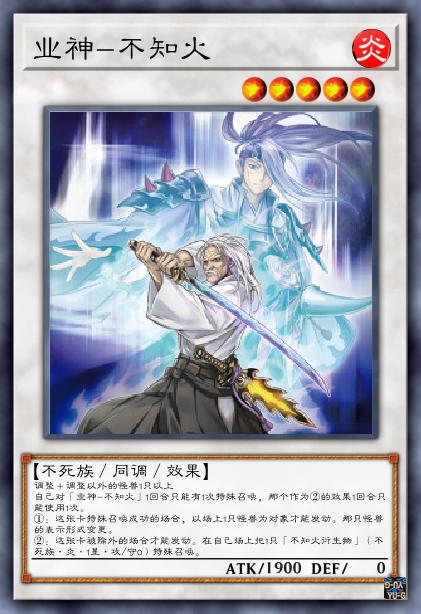 业神-不知火
炎
【不死族/同调/效果】
调整+调整以外的怪兽1只以上
自己对「业神-不知火」1回合只能有1次特殊召唤，那个作为②的效果1回合只
能使用1次。
①：这张卡特殊召唤成功的场合，以场上1只怪兽为对象才能发动。那只怪兽
的表示形式变更。
②：这张卡被除外的场合才能发动。在自己场上把1只「不知火衍生物」（不
死族·炎·1星·攻/守0）特殊召唤。
ATK/1900 DEF/ 0